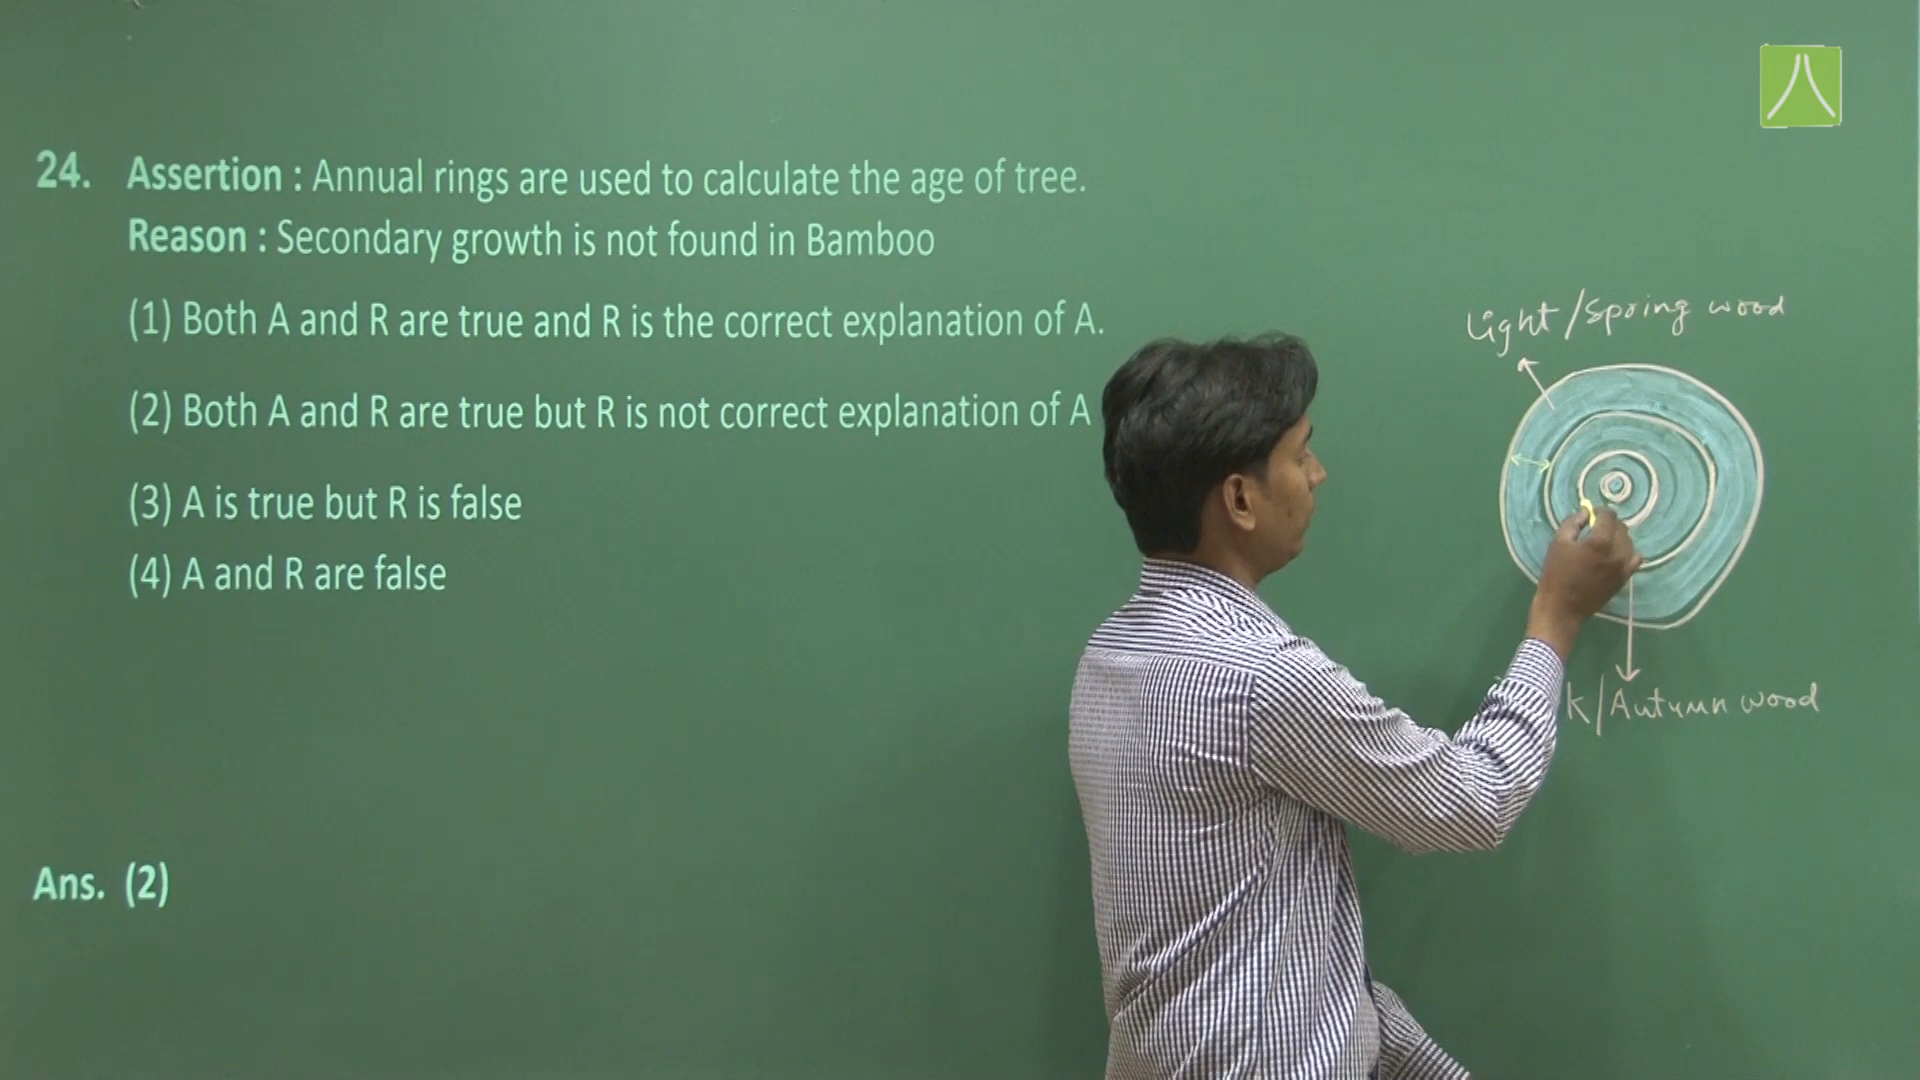 24. Assertion : Annual rings are used to calculate the age of tree.
Reason : Secondary growth is not found in Bamboo
(1) Both A and R are true and R is the correct explanation of A.
(2) Both A and R are true but R is not correct explanation of A
(3) A is true but R is false
(4) A and R are false
Ans. (2)
Light/Spring wood
K/Autumn wood